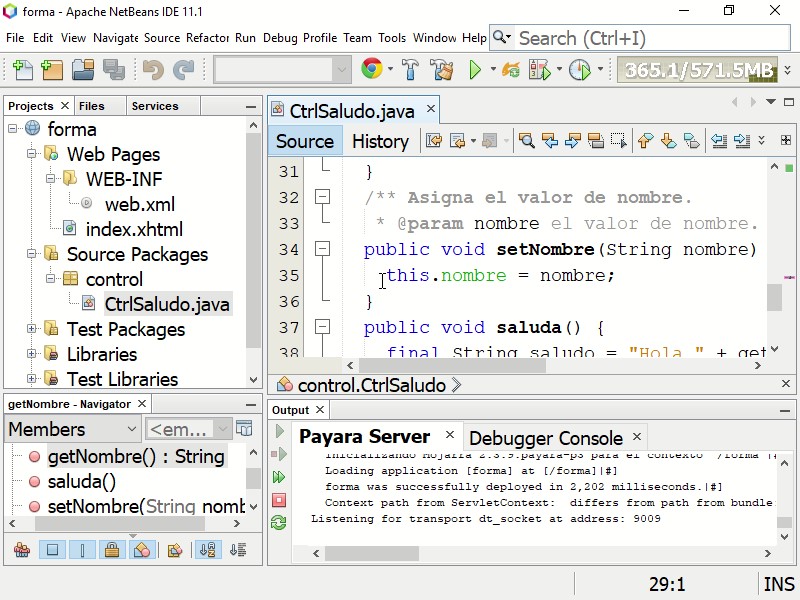 forma - Apache NetBeans IDE 11.1
File Edit View Navigate Source Refactor Run Debug Profile Team Tools Window Help
Search (Ctrl+I)
365.1/571.5MB
Projects
Files
Services
forma
Web Pages
WEB-INF
web.xml
index.xhtml
Source Packages
control
CtrlSaludo.java
Test Packages
Libraries
Test Libraries
CtrlSaludo.java
Source History
31 }
32 /** Asigna el valor de nombre.
33 * @param nombre el valor de nombre.
34 public void setNombre(String nombre)
35 this.nombre = nombre;
36 }
37 public void saluda() {
38 final String saludo = "Hola " + get
control.CtrlSaludo
getNombre - Navigator
Members
<em...
getNombre() : String
saluda()
setNombre(String nomb
Output
Payara Server
Debugger Console
Inicializando Mojarra 2.3.9.payara-p3 para el contexto '/forma'|#
Loading application [forma] at [/forma]|#]
forma was successfully deployed in 2,202 milliseconds.|#]
Context path from ServletContext: differs from path from bundle:
Listening for transport dt_socket at address: 9009
29:1
INS